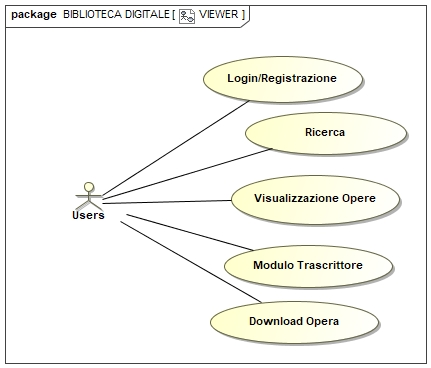 package BIBLIOTECA DIGITALE [ VIEWER ]
Login/Registrazione
Ricerca
Visualizzazione Opere
Users
Modulo Trascrittore
Download Opera